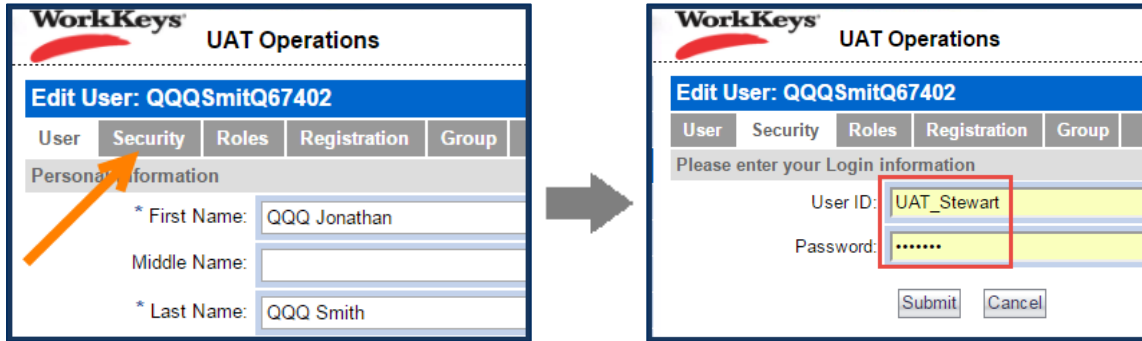 WorkKeys
UAT Operations
Edit User: QQQSmitQ67402
User Security Roles Registration Group
Personal Information
* First Name: QQQ Jonathan
Middle Name:
* Last Name: QQQ Smith
WorkKeys
UAT Operations
Edit User: QQQSmitQ67402
User Security Roles Registration Group
Please enter your Login information
User ID: UAT_Stewart
Password: •••••••
Submit Cancel